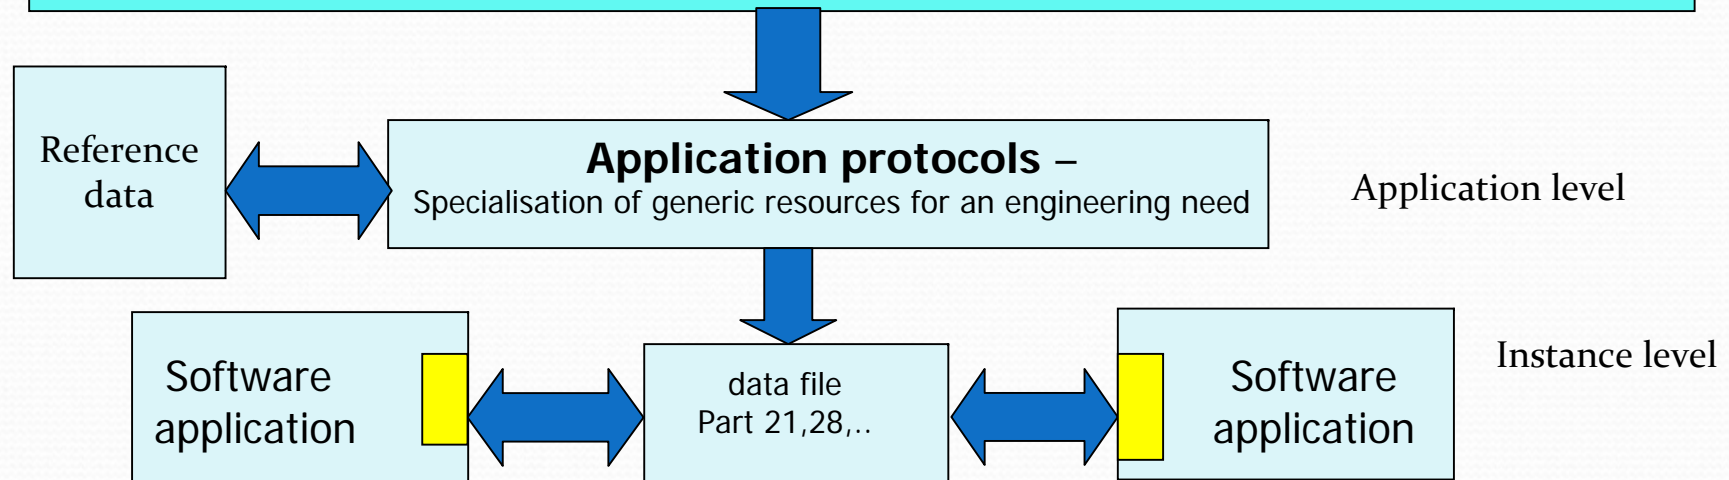 Reference
data
Application protocols –
Specialisation of generic resources for an engineering need
Application level
Software
application
data file
Part 21,28,..
Software
application
Instance level